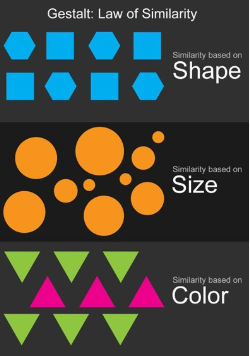 Gestalt: Law of Similarity
Similarity based on
Shape
Similarity based on
Size
Similarity based on
Color